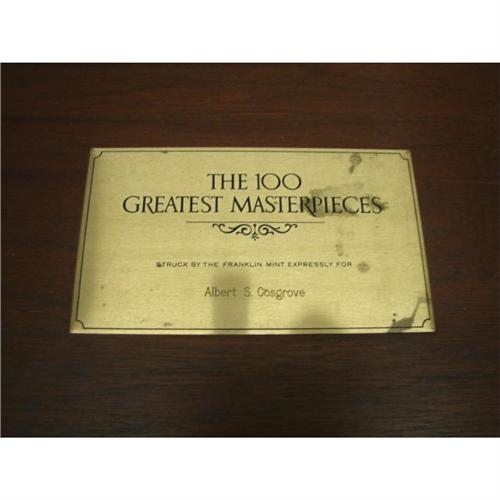 THE 100
GREATEST MASTERPIECES
STRUCK BY THE FRANKLIN MINT EXPRESSLY FOR
Albert S. Cosgrove